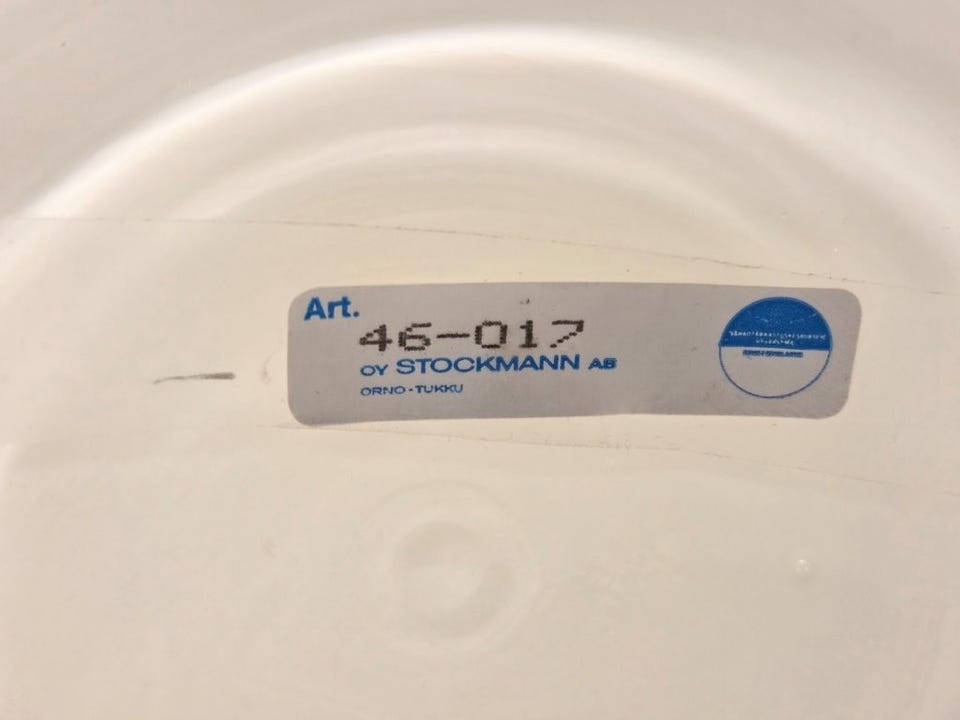 Art.
46-017
OY STOCKMANN AB
ORNO-TUKKU